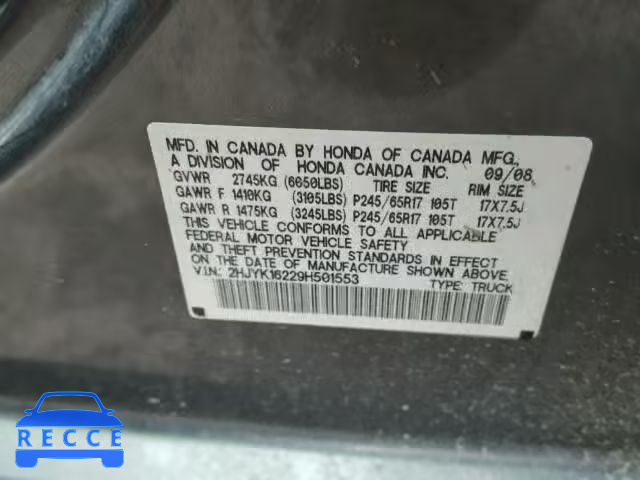 MFD. IN CANADA BY HONDA OF CANADA MFG.,
A DIVISION OF HONDA CANADA INC. 09/08
GVWR 2745KG (6050LBS) TIRE SIZE RIM SIZE
GAWR F 1410KG (3105LBS) P245/65R17 105T 17X7.5J
GAWR R 1475KG (3245LBS) P245/65R17 105T 17X7.5J
THIS VEHICLE CONFORMS TO ALL APPLICABLE
FEDERAL MOTOR VEHICLE SAFETY
AND THEFT PREVENTION STANDARDS IN EFFECT ON THE
DATE OF MANUFACTURE SHOWN ABOVE.
V.I.N.: 2HJYK16229H501553 TYPE: TRUCK
RECCE